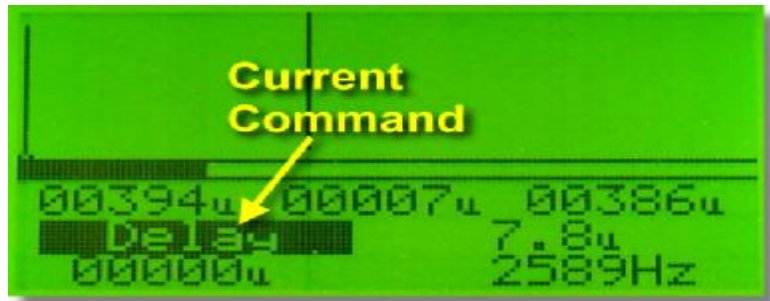 Current
Command
00394u 00007u 00386u
Delay 7.8u
00000u 2589Hz